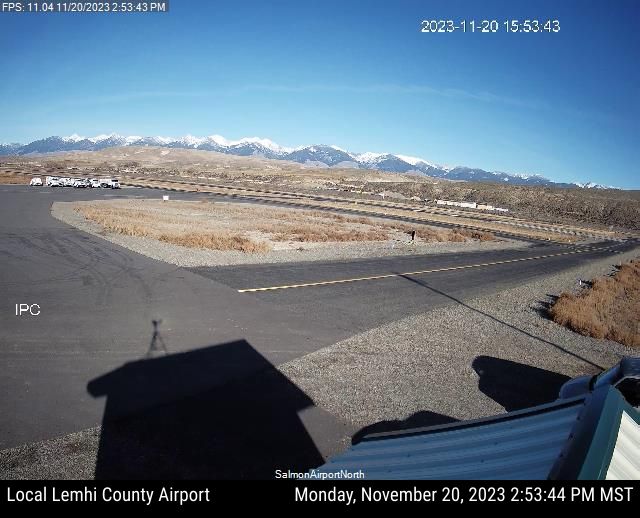 FPS: 11.04 11/20/2023 2:53:43 PM
2023-11-20 15:53:43
IPC
SalmonAirportNorth
Local Lemhi County Airport
Monday, November 20, 2023 2:53:44 PM MST